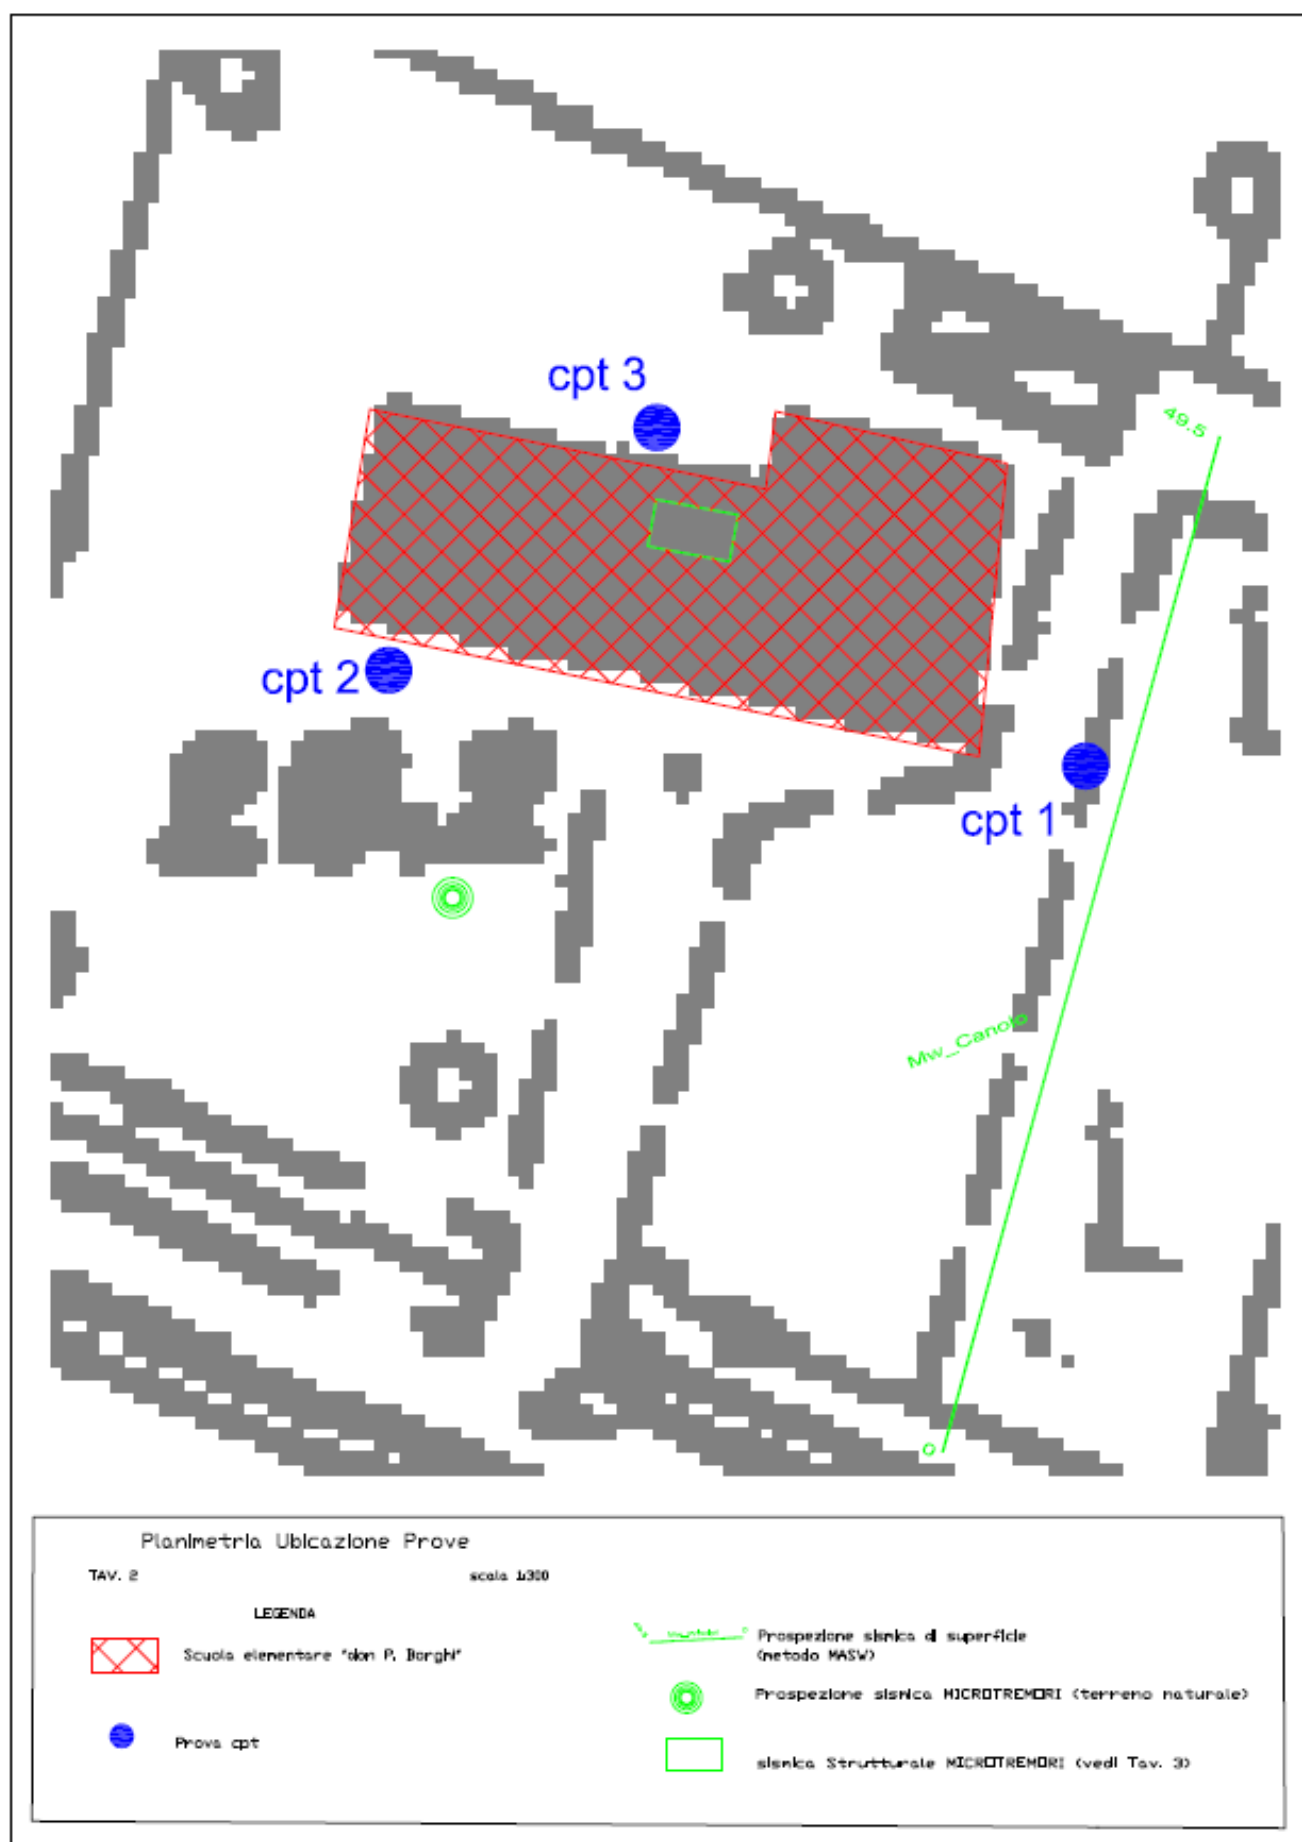 49.5
cpt 3
cpt 2
cpt 1
Mw_Canolo
0
Planimetria Ubicazione Prove
TAV. 2
scala 1:300
LEGENDA
Scuola elementare "don P. Borghi"
Prova cpt
Prospezione sismica di superficie
(metodo MASW)
Prospezione sismica MICROTREMORI (terreno naturale)
sismica Strutturale MICROTREMORI (vedi Tav. 3)